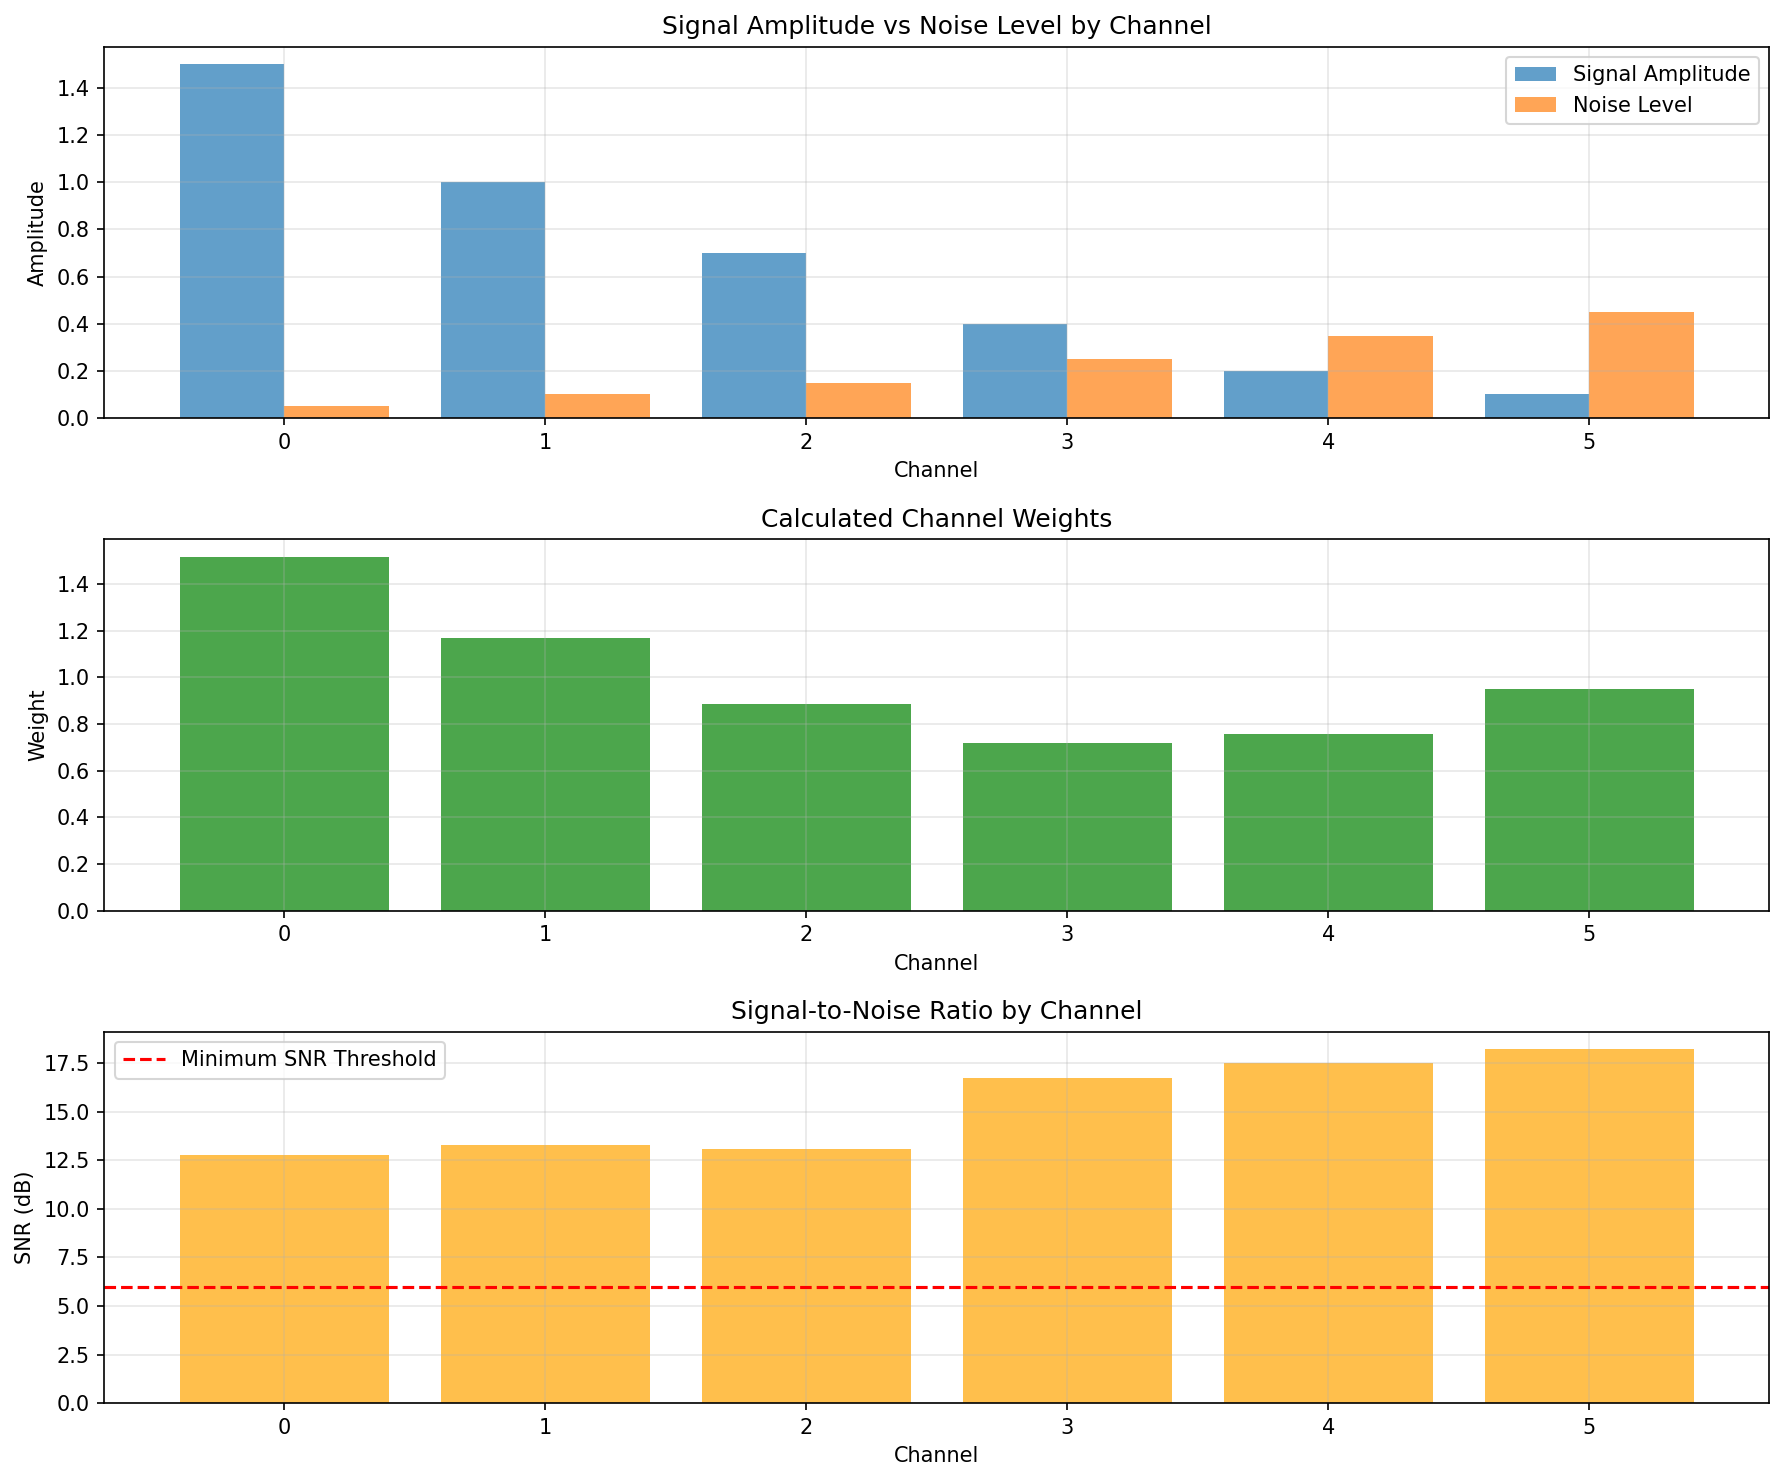 Signal Amplitude vs Noise Level by Channel
Signal Amplitude
Noise Level
Amplitude
1.4
1.2
1.0
0.8
0.6
0.4
0.2
0.0
0 1 2 3 4 5
Channel
Calculated Channel Weights
Weight
1.4
1.2
1.0
0.8
0.6
0.4
0.2
0.0
0 1 2 3 4 5
Channel
Signal-to-Noise Ratio by Channel
Minimum SNR Threshold
SNR (dB)
17.5
15.0
12.5
10.0
7.5
5.0
2.5
0.0
0 1 2 3 4 5
Channel